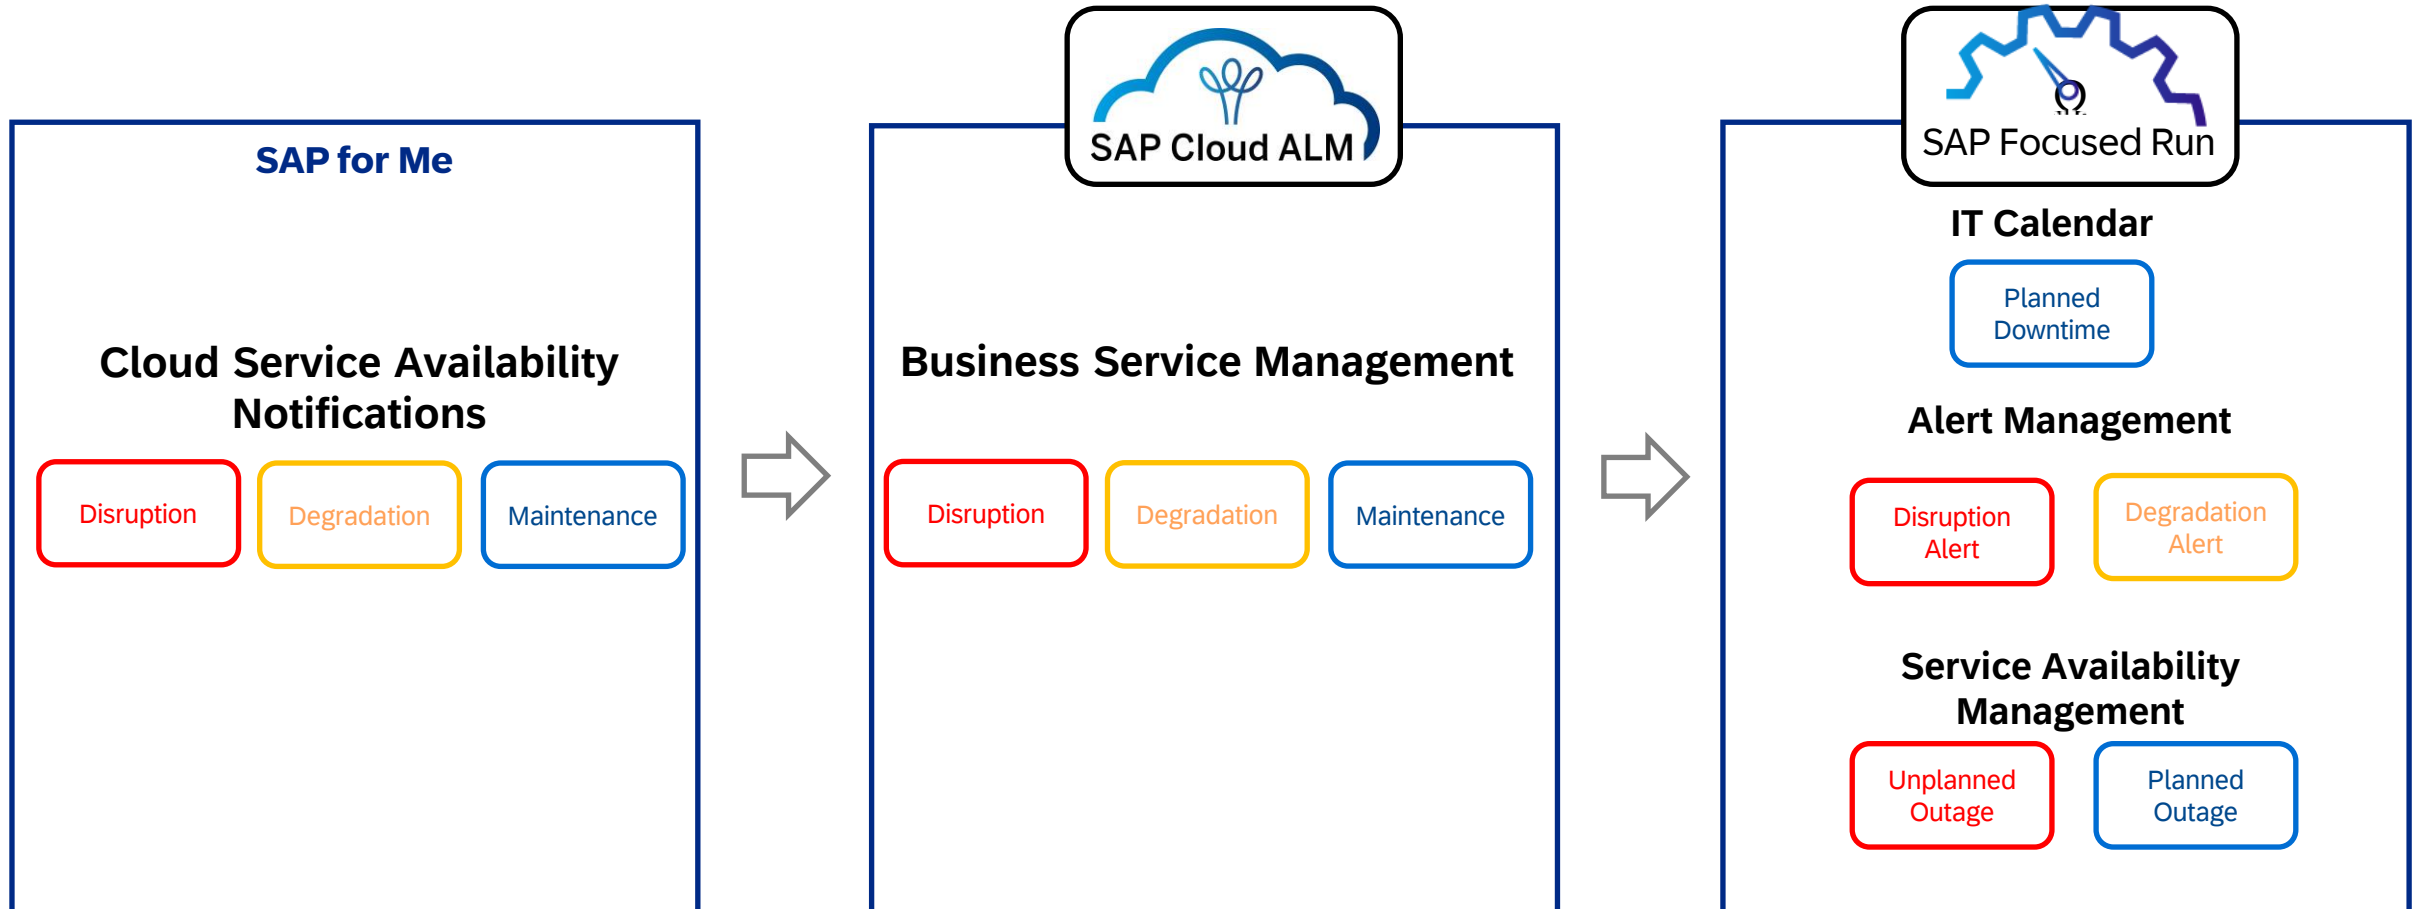 SAP for Me
Cloud Service Availability
Notifications
Disruption
Degradation
Maintenance
SAP Cloud ALM
Business Service Management
Disruption
Degradation
Maintenance
SAP Focused Run
IT Calendar
Planned
Downtime
Alert Management
Disruption
Alert
Degradation
Alert
Service Availability
Management
Unplanned
Outage
Planned
Outage